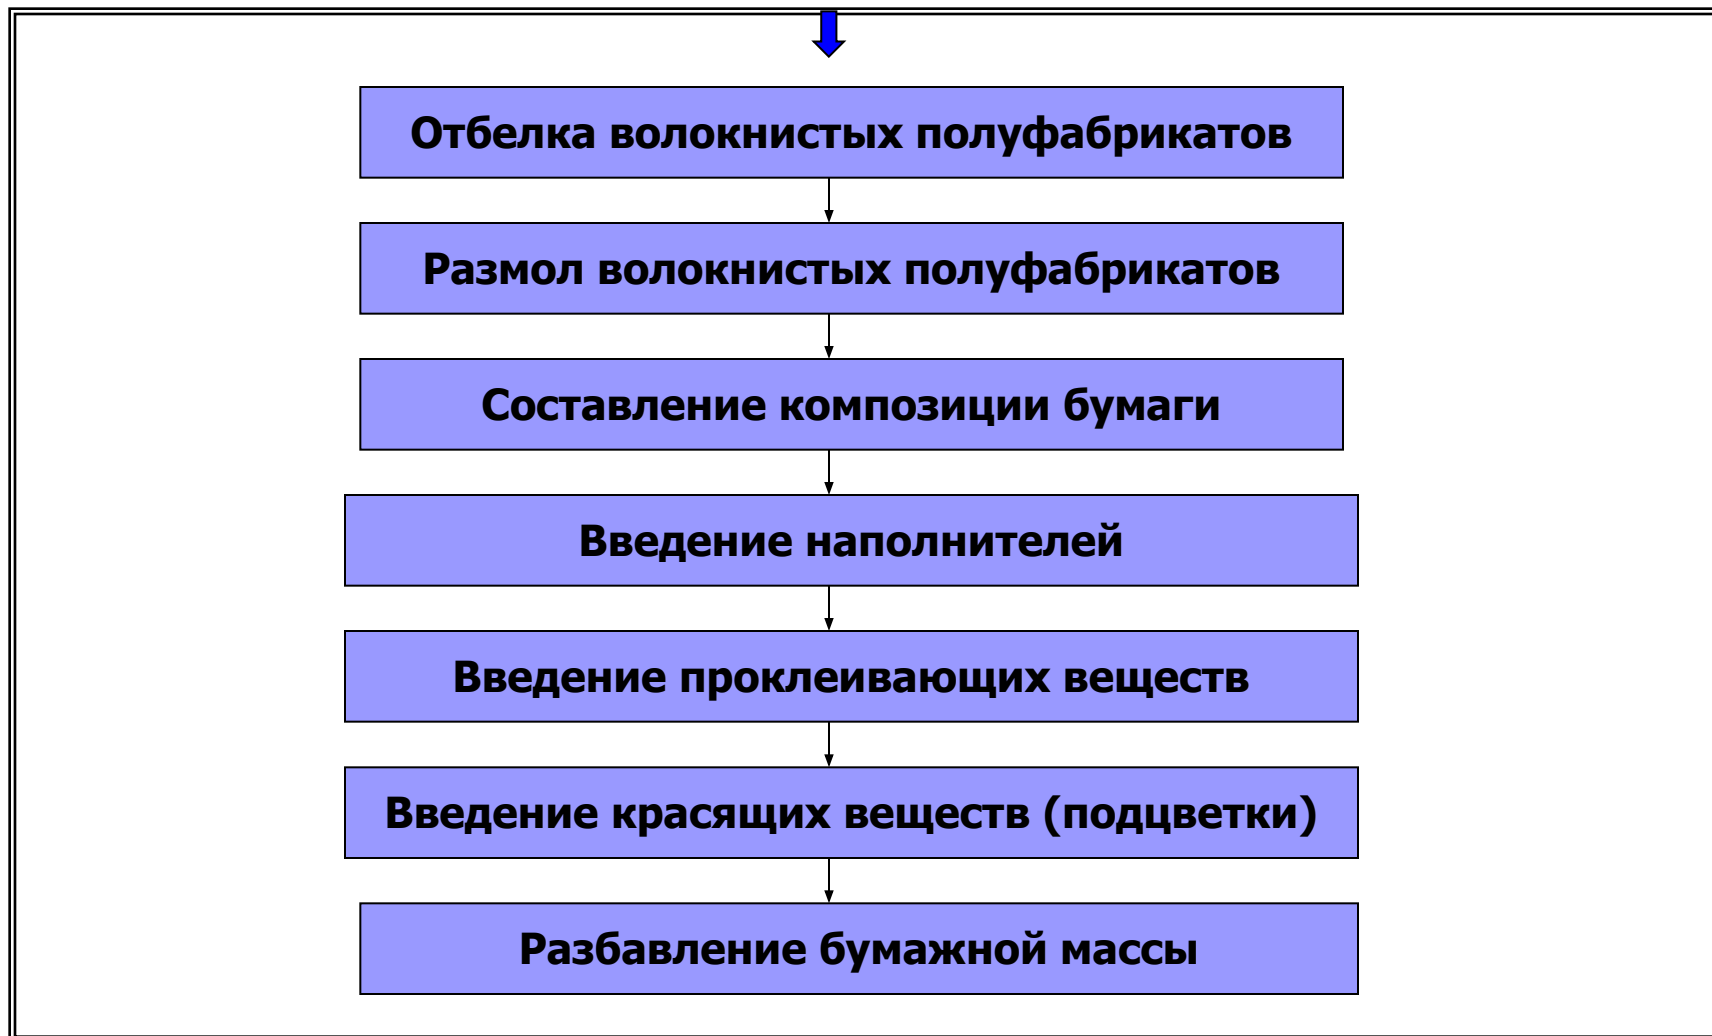 Отбелка волокнистых полуфабрикатов
Размол волокнистых полуфабрикатов
Составление композиции бумаги
Введение наполнителей
Введение проклеивающих веществ
Введение красящих веществ (подцветки)
Разбавление бумажной массы